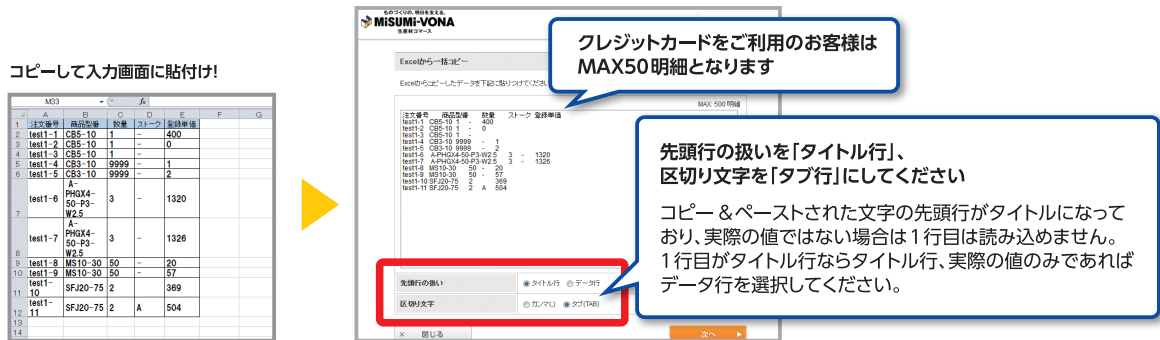 コピーして入力画面に貼付け!
M33
fx
A B C D E F G
1 注文番号 商品型番 数量 ストーク 登録単価
2 test1-1 CB5-10 1 - 400
3 test1-2 CB5-10 1 - 0
4 test1-3 CB5-10 1 -
5 test1-4 CB3-10 9999 - 1
6 test1-5 CB3-10 9999 - 2
7 test1-6 A-PHGX4-50-P3-W2.5 3 - 1320
8 test1-7 A-PHGX4-50-P3-W2.5 3 - 1326
9 test1-8 MS10-30 50 - 20
10 test1-9 MS10-30 50 - 57
11 test1-10 SFJ20-75 2 369
12 test1-11 SFJ20-75 2 A 504
13
14
ものづくりの、明日を支える。
MiSUMi-VONA
生産材コマース
Excelから一括コピー
Excelからコピーしたデータを下記に貼りつけてくださ
MAX: 500 明細
注文番号 商品型番 数量 ストーク 登録単価
test1-1 CB5-10 1 - 400
test1-2 CB5-10 1 - 0
test1-3 CB5-10 1 -
test1-4 CB3-10 9999 - 1
test1-5 CB3-10 9999 - 2
test1-6 A-PHGX4-50-P3-W2.5 3 - 1320
test1-7 A-PHGX4-50-P3-W2.5 3 - 1326
test1-8 MS10-30 50 - 20
test1-9 MS10-30 50 - 57
test1-10 SFJ20-75 2 369
test1-11 SFJ20-75 2 A 504
先頭行の扱い タイトル行 データ行
区切り文字 カンマ(,) タブ(TAB)
× 閉じる
次へ
クレジットカードをご利用のお客様は
MAX50明細となります
先頭行の扱いを「タイトル行」、
区切り文字を「タブ行」にしてください
コピー&ペーストされた文字の先頭行がタイトルになって
おり、実際の値ではない場合は1行目は読み込めません。
1行目がタイトル行ならタイトル行、実際の値のみであれば
データ行を選択してください。